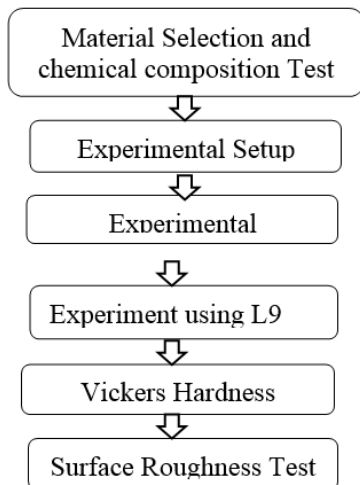 Material Selection and
chemical composition Test
Experimental Setup
Experimental
Experiment using L9
Vickers Hardness
Surface Roughness Test